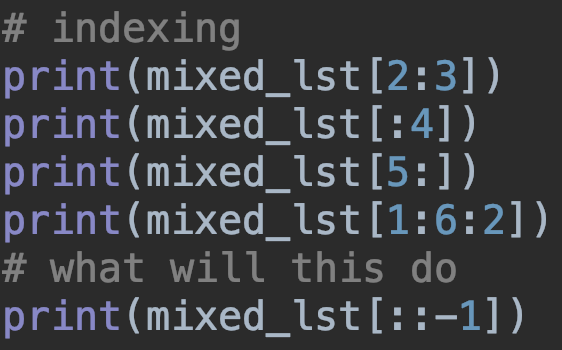 # indexing
print(mixed_lst[2:3])
print(mixed_lst[:4])
print(mixed_lst[5:])
print(mixed_lst[1:6:2])
# what will this do
print(mixed_lst[::-1])